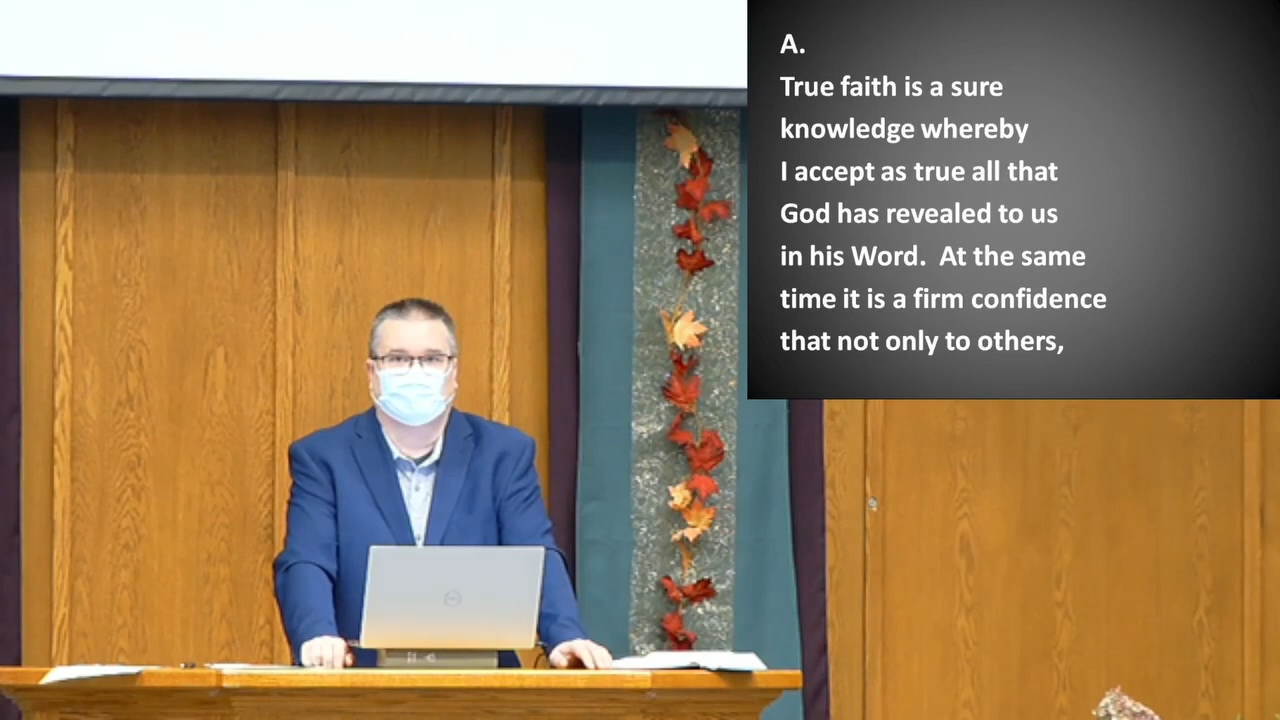 A.
True faith is a sure
knowledge whereby
I accept as true all that
God has revealed to us
in his Word.  At the same
time it is a firm confidence
that not only to others,